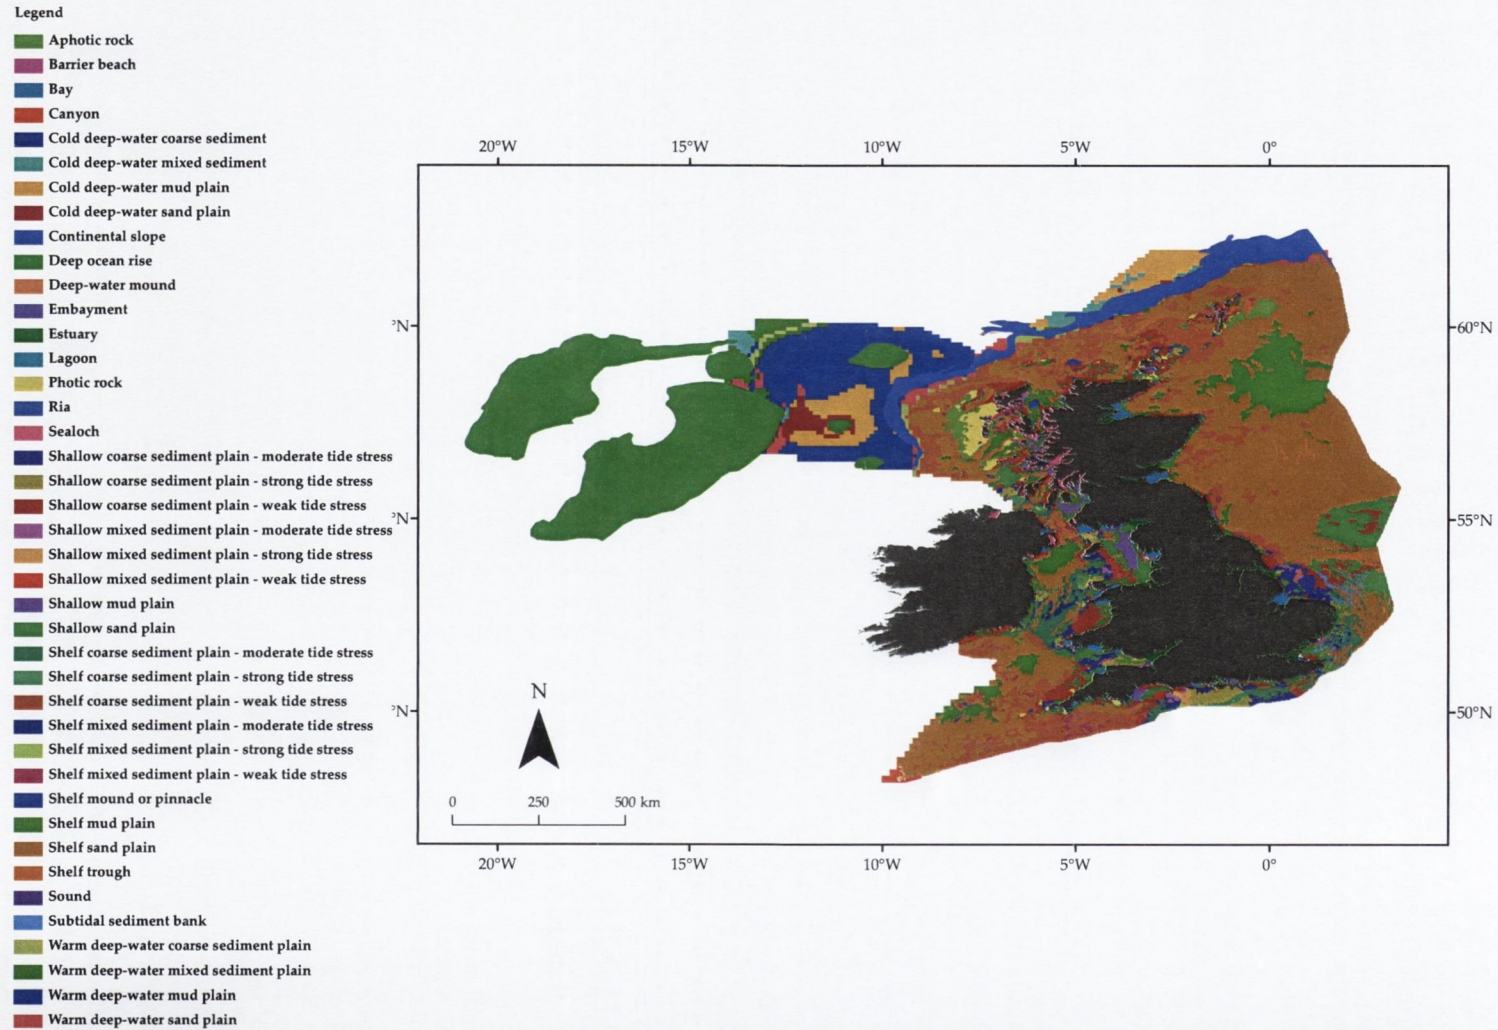 Legend
Aphotic rock
Barrier beach
Bay
Canyon
Cold deep-water coarse sediment
Cold deep-water mixed sediment
Cold deep-water mud plain
Cold deep-water sand plain
Continental slope
Deep ocean rise
Deep-water mound
Embayment
Estuary
Lagoon
Photic rock
Ria
Sealoch
Shallow coarse sediment plain - moderate tide stress
Shallow coarse sediment plain - strong tide stress
Shallow coarse sediment plain - weak tide stress
Shallow mixed sediment plain - moderate tide stress
Shallow mixed sediment plain - strong tide stress
Shallow mixed sediment plain - weak tide stress
Shallow mud plain
Shallow sand plain
Shelf coarse sediment plain - moderate tide stress
Shelf coarse sediment plain - strong tide stress
Shelf coarse sediment plain - weak tide stress
Shelf mixed sediment plain - moderate tide stress
Shelf mixed sediment plain - strong tide stress
Shelf mixed sediment plain - weak tide stress
Shelf mound or pinnacle
Shelf mud plain
Shelf sand plain
Shelf trough
Sound
Subtidal sediment bank
Warm deep-water coarse sediment plain
Warm deep-water mixed sediment plain
Warm deep-water mud plain
Warm deep-water sand plain
20°W 15°W 10°W 5°W 0°
°N 60°N
°N 55°N
°N 50°N
N
0 250 500 km
20°W 15°W 10°W 5°W 0°